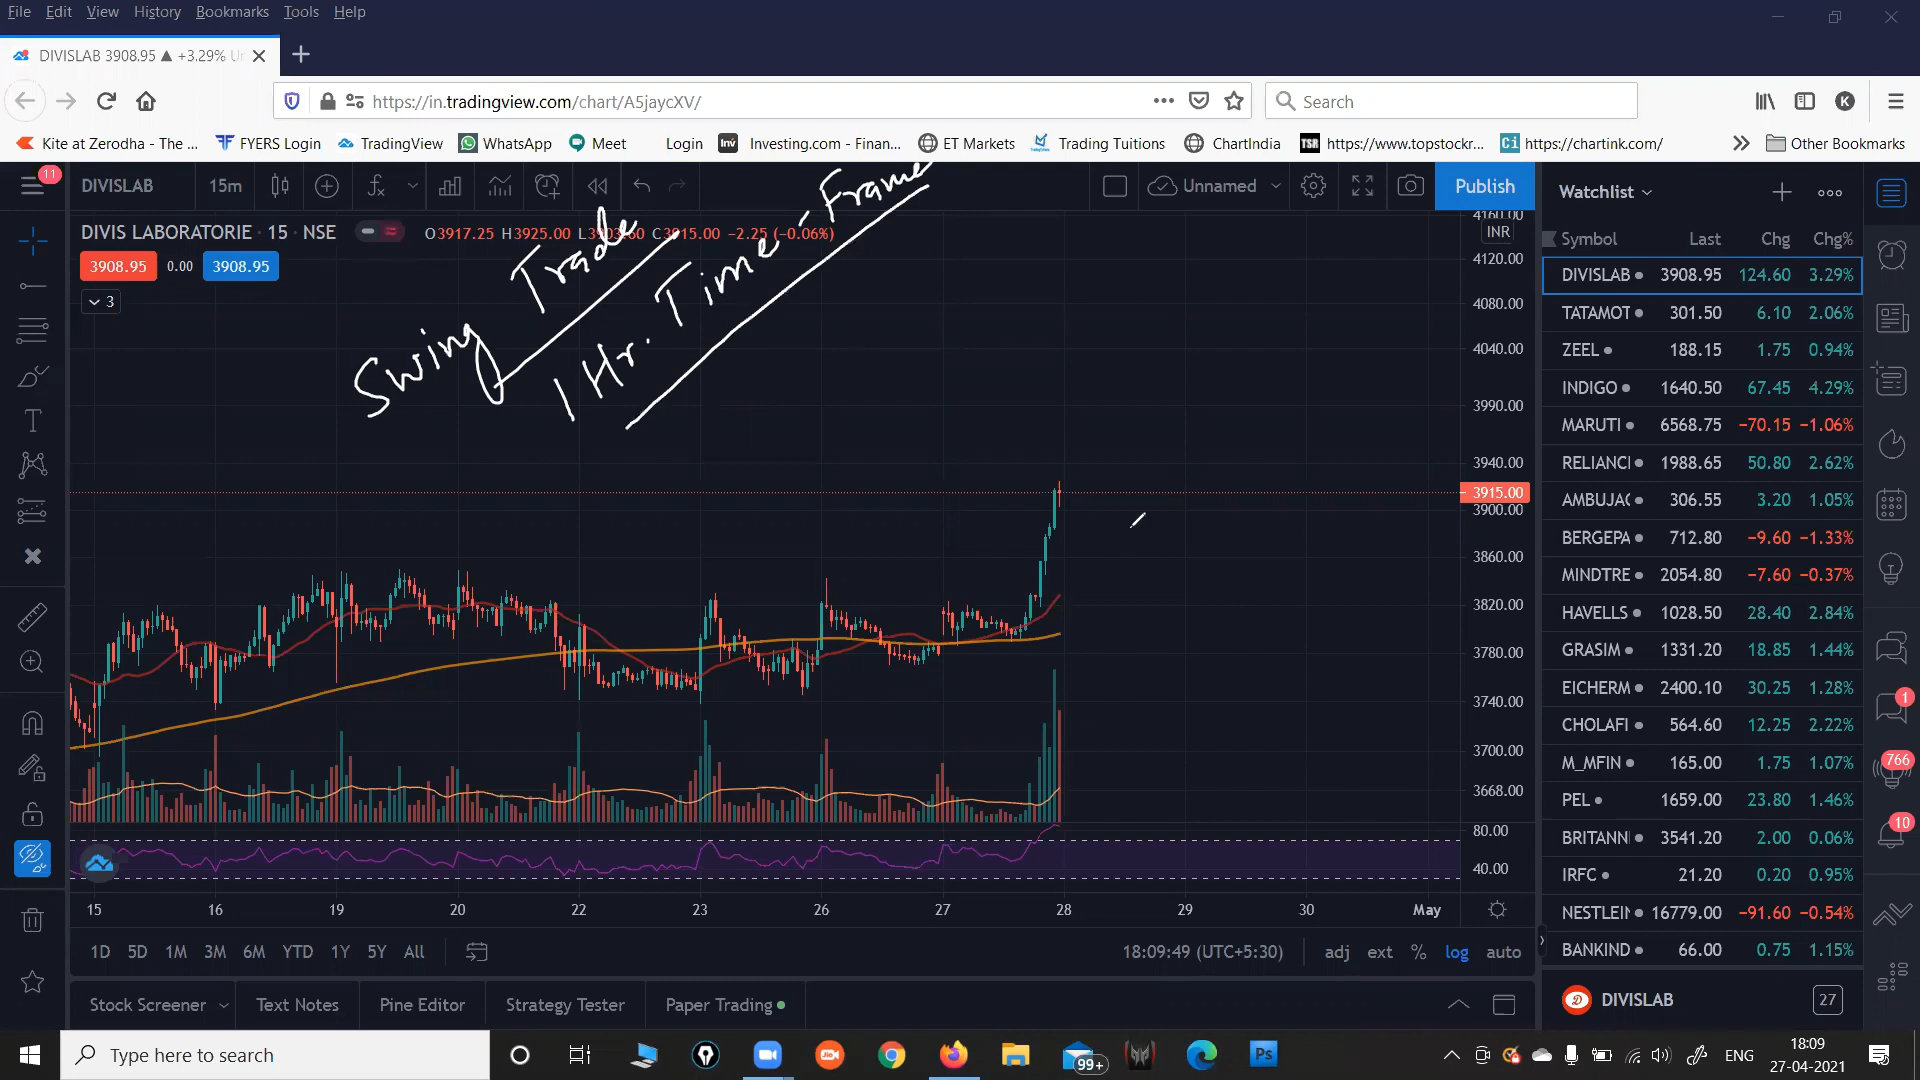 File Edit View History Bookmarks Tools Help
DIVISLAB 3908.95 ▲ +3.29%
https://in.tradingview.com/chart/A5jaycXV/
Search
Kite at Zerodha - The ... FYERS Login TradingView WhatsApp Meet Login Investing.com - Finan... ET Markets Trading Tuitions ChartIndia https://www.topstockr... https://chartink.com/ Other Bookmarks
11 DIVISLAB 15m Unnamed Publish
DIVIS LABORATORIE · 15 · NSE O3917.25 H3925.00 C3915.00 −2.25 (−0.06%)
3908.95 0.00 3908.95
3
Swing Trade
1 Hr. Time-Frame
INR
4160.00
4120.00
4080.00
4040.00
3990.00
3940.00
3915.00
3900.00
3860.00
3820.00
3780.00
3740.00
3700.00
3668.00
80.00
40.00
15 16 19 20 22 23 26 27 28 29 30 May
1D 5D 1M 3M 6M YTD 1Y 5Y All 18:09:49 (UTC+5:30) adj ext % log auto
Stock Screener Text Notes Pine Editor Strategy Tester Paper Trading
Watchlist
Symbol Last Chg Chg%
DIVISLAB 3908.95 124.60 3.29%
TATAMOT 301.50 6.10 2.06%
ZEEL 188.15 1.75 0.94%
INDIGO 1640.50 67.45 4.29%
MARUTI 6568.75 −70.15 −1.06%
RELIANCI 1988.65 50.80 2.62%
AMBUJA 306.55 3.20 1.05%
BERGEPA 712.80 −9.60 −1.33%
MINDTRE 2054.80 −7.60 −0.37%
HAVELLS 1028.50 28.40 2.84%
GRASIM 1331.20 18.85 1.44%
EICHERM 2400.10 30.25 1.28%
CHOLAFI 564.60 12.25 2.22%
M_MFIN 165.00 1.75 1.07%
PEL 1659.00 23.80 1.46%
BRITANN 3541.20 2.00 0.06%
IRFC 21.20 0.20 0.95%
NESTLEIN 16779.00 −91.60 −0.54%
BANKIND 66.00 0.75 1.15%
DIVISLAB 27
1
766
10
Type here to search 99+ Ps ENG 18:09
27-04-2021